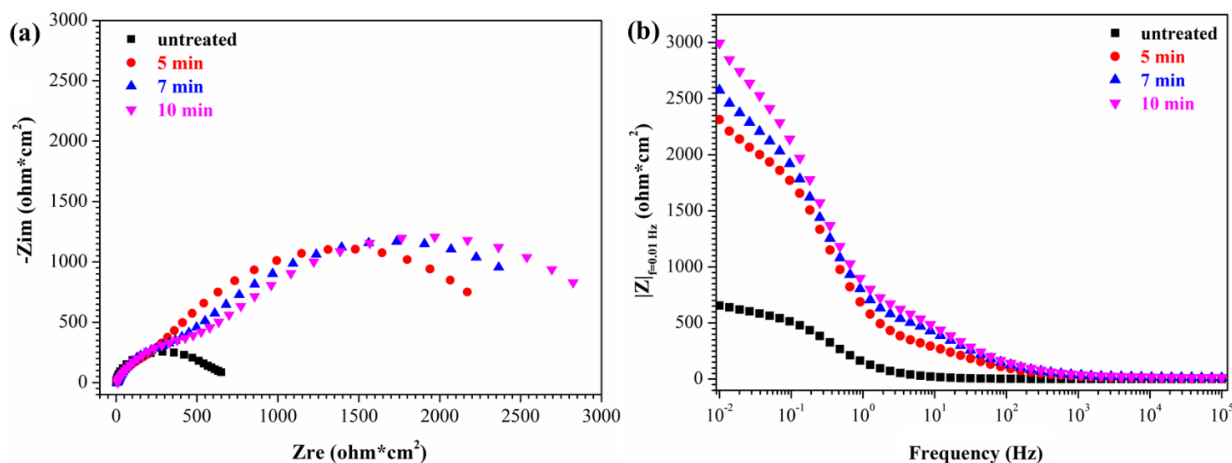 (a)
untreated
5 min
7 min
10 min
3000
2500
2000
1500
1000
500
0
-Zim (ohm*cm²)
0 500 1000 1500 2000 2500 3000
Zre (ohm*cm²)
(b)
untreated
5 min
7 min
10 min
3000
2500
2000
1500
1000
500
0
|Z|f=0.01 Hz (ohm*cm²)
10⁻² 10⁻¹ 10⁰ 10¹ 10² 10³ 10⁴ 10⁵
Frequency (Hz)